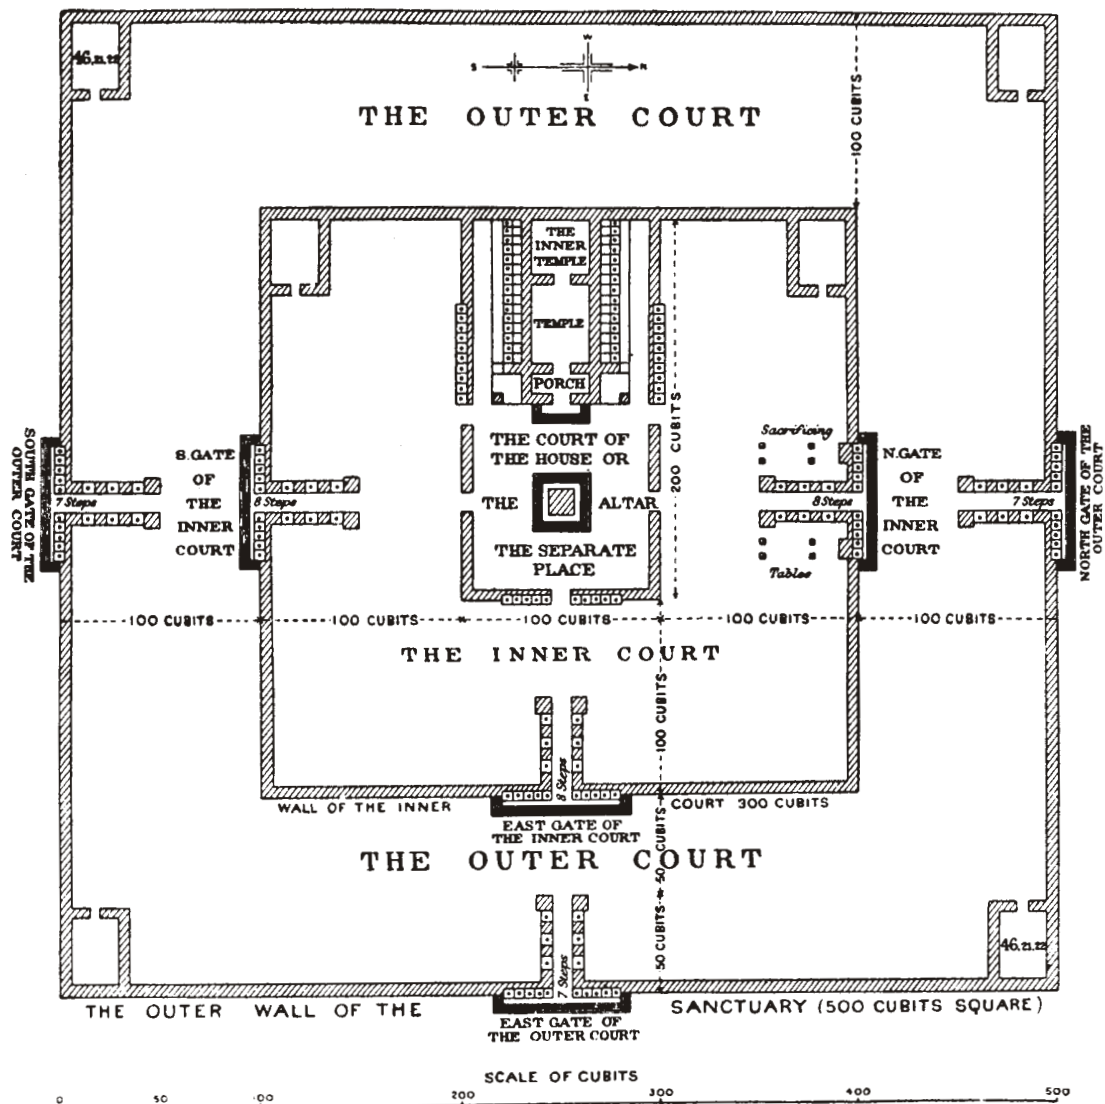 46,21,22
W
S
N
E
THE OUTER COURT
100 CUBITS
THE
INNER
TEMPLE
TEMPLE
PORCH
200 CUBITS
THE COURT OF
THE HOUSE OR
THE ALTAR
THE SEPARATE
PLACE
Sacrificing
Tables
SOUTH GATE OF THE
OUTER COURT
7 Steps
S. GATE
OF
THE
INNER
COURT
8 Steps
8 Steps
N. GATE
OF
THE
INNER
COURT
7 Steps
NORTH GATE OF THE
OUTER COURT
100 CUBITS 100 CUBITS 100 CUBITS 100 CUBITS 100 CUBITS
THE INNER COURT
100 CUBITS
8 Steps
WALL OF THE INNER COURT 300 CUBITS
EAST GATE OF
THE INNER COURT
THE OUTER COURT
50 CUBITS
50 CUBITS
7 Steps
46,21,22
THE OUTER WALL OF THE SANCTUARY (500 CUBITS SQUARE)
EAST GATE OF
THE OUTER COURT
SCALE OF CUBITS
0 50 100 200 300 400 500